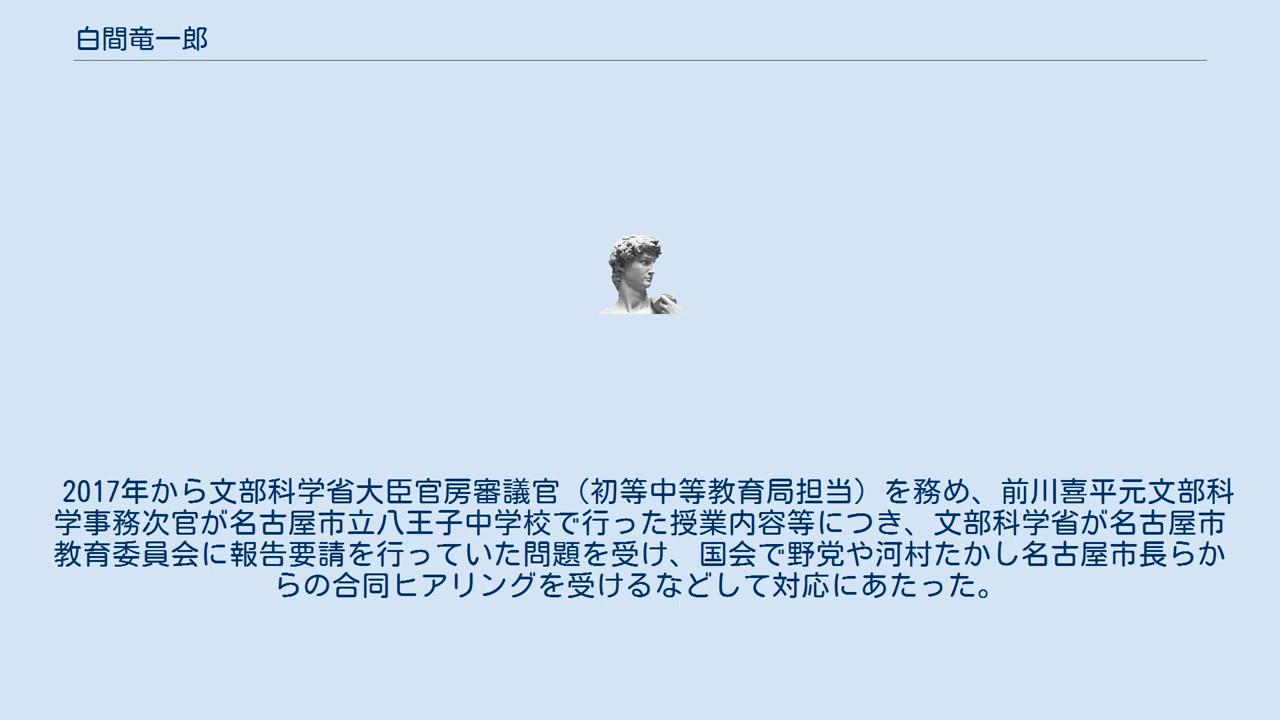 白間竜一郎
2017年から文部科学省大臣官房審議官（初等中等教育局担当）を務め、前川喜平元文部科
学事務次官が名古屋市立八王子中学校で行った授業内容等につき、文部科学省が名古屋市
教育委員会に報告要請を行っていた問題を受け、国会で野党や河村たかし名古屋市長らか
らの合同ヒアリングを受けるなどして対応にあたった。